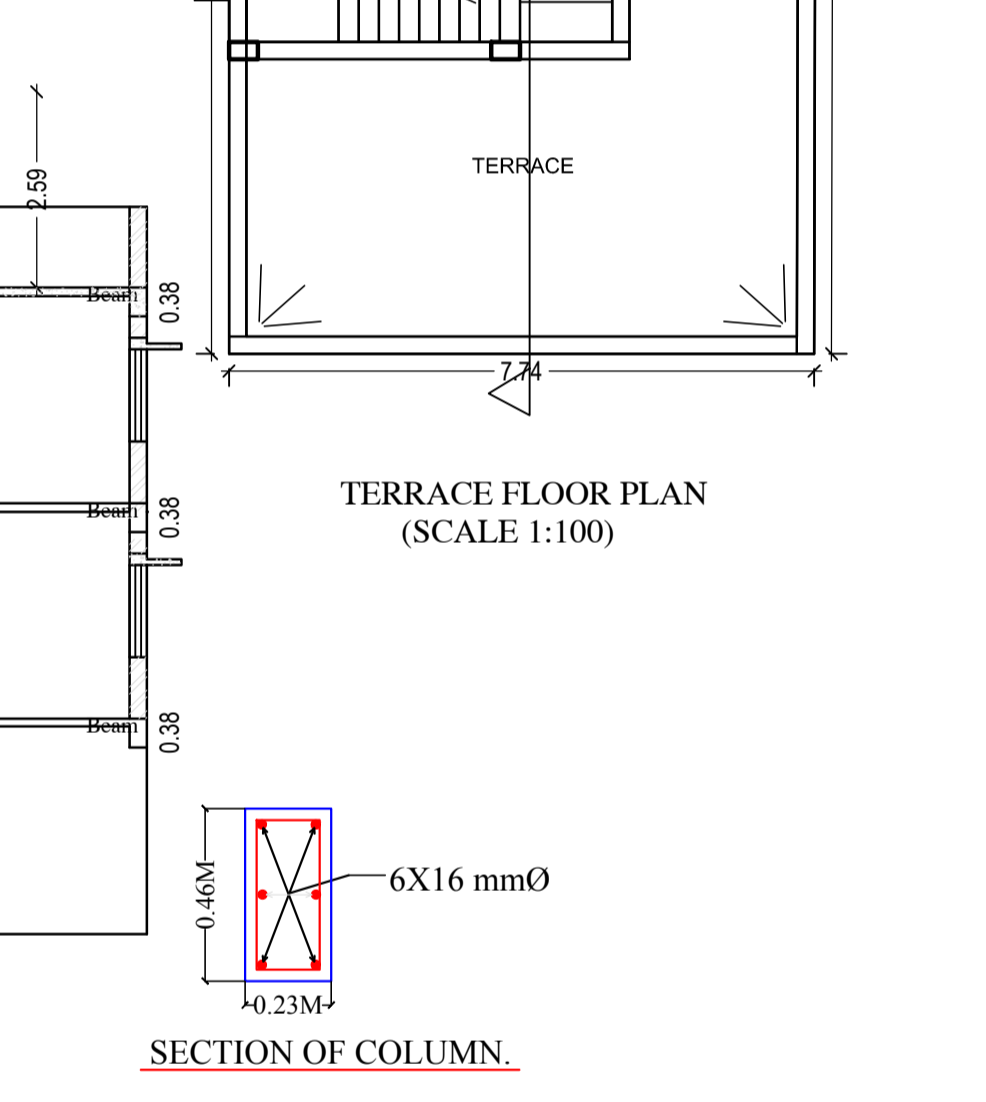 TERRACE
2.59
Beam
0.38
7.74
TERRACE FLOOR PLAN
(SCALE 1:100)
Beam
0.38
Beam
0.38
0.46M
6X16 mmØ
0.23M
SECTION OF COLUMN.